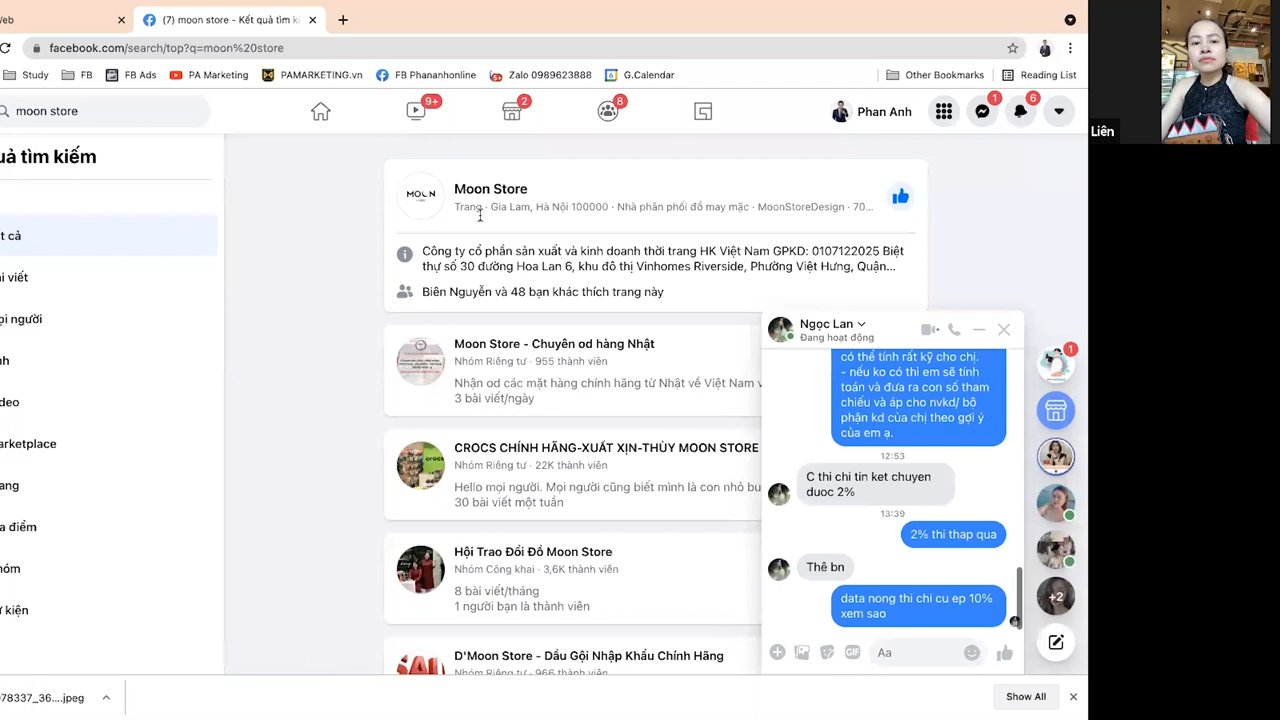 Veb
(7) moon store - Kết quả tìm k
facebook.com/search/top?q=moon%20store
Study
FB
FB Ads
PA Marketing
PAMARKETING.vn
FB Phananhonline
Zalo 0989623888
G.Calendar
Other Bookmarks
Reading List
moon store
9+
2
8
Phan Anh
1
6
Liên
uả tìm kiếm
t cả
i viết
ọi người
nh
deo
arketplace
ang
a điểm
hóm
ự kiện
MOON
Moon Store
Trang · Gia Lam, Hà Nội 100000 · Nhà phân phối đồ may mặc · MoonStoreDesign · 70...
Công ty cổ phần sản xuất và kinh doanh thời trang HK Việt Nam GPKD: 0107122025 Biệt
thự số 30 đường Hoa Lan 6, khu đô thị Vinhomes Riverside, Phường Việt Hưng, Quận...
Biên Nguyễn và 48 bạn khác thích trang này
Moon Store - Chuyên od hàng Nhật
Nhóm Riêng tư · 955 thành viên
Nhận od các mặt hàng chính hãng từ Nhật về Việt Nam v
3 bài viết/ngày
CROCS CHÍNH HÃNG-XUẤT XỊN-THÙY MOON STORE
Nhóm Riêng tư · 22K thành viên
Hello mọi người. Mọi người cũng biết mình là con nhỏ bu
30 bài viết một tuần
Hội Trao Đổi Đồ Moon Store
Nhóm Công khai · 3,6K thành viên
8 bài viết/tháng
1 người bạn là thành viên
D'Moon Store - Dầu Gội Nhập Khẩu Chính Hãng
Nhóm Riêng tư · 966 thành viên
Ngọc Lan
Đang hoạt động
có thể tính rất kỹ cho chị.
- nếu ko có thì em sẽ tính
toán và đưa ra con số tham
chiếu và áp cho nvkd/ bộ
phận kd của chị theo gợi ý
của em ạ.
12:53
C thi chi tin ket chuyen
duoc 2%
13:39
2% thi thap qua
Thê bn
data nong thi chi cu ep 10%
xem sao
GIF
Aa
1
+2
078337_36....jpeg
Show All